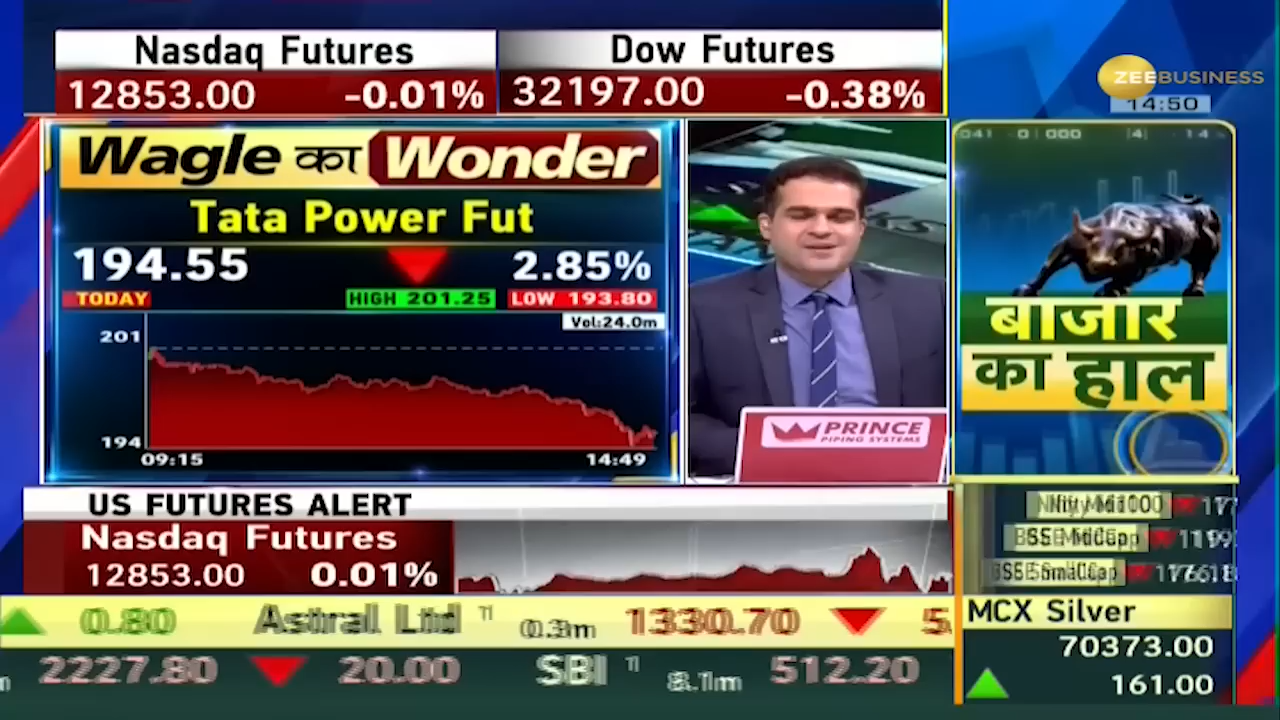 Nasdaq Futures
12853.00 -0.01%
Dow Futures
32197.00 -0.38%
ZEEBUSINESS
14:50
Wagle का Wonder
Tata Power Fut
194.55 2.85%
TODAY HIGH 201.25 LOW 193.80
Vol:24.0m
201
194
09:15 14:49
PRINCE
PIPING SYSTEMS
बाजार
का हाल
US FUTURES ALERT
Nasdaq Futures
12853.00 0.01%
MCX Silver
70373.00
161.00
0.80 Astral Ltd 0.3m 1330.70
2227.80 20.00 SBI 8.1m 512.20